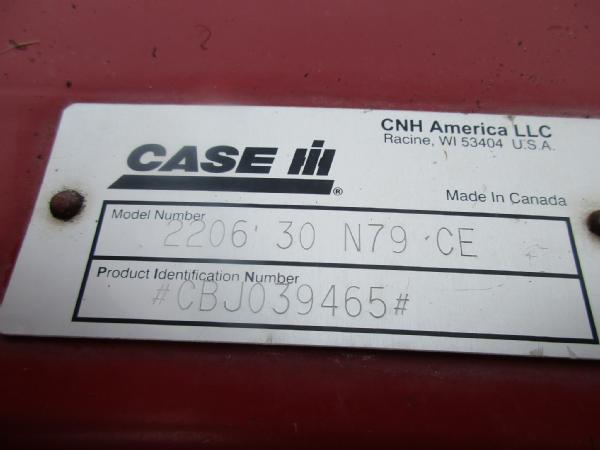 CNH America LLC
Racine, WI 53404 U.S.A.
CASE IH®
Made In Canada
Model Number
2206 30 N79 CE
Product Identification Number
#CBJ039465#